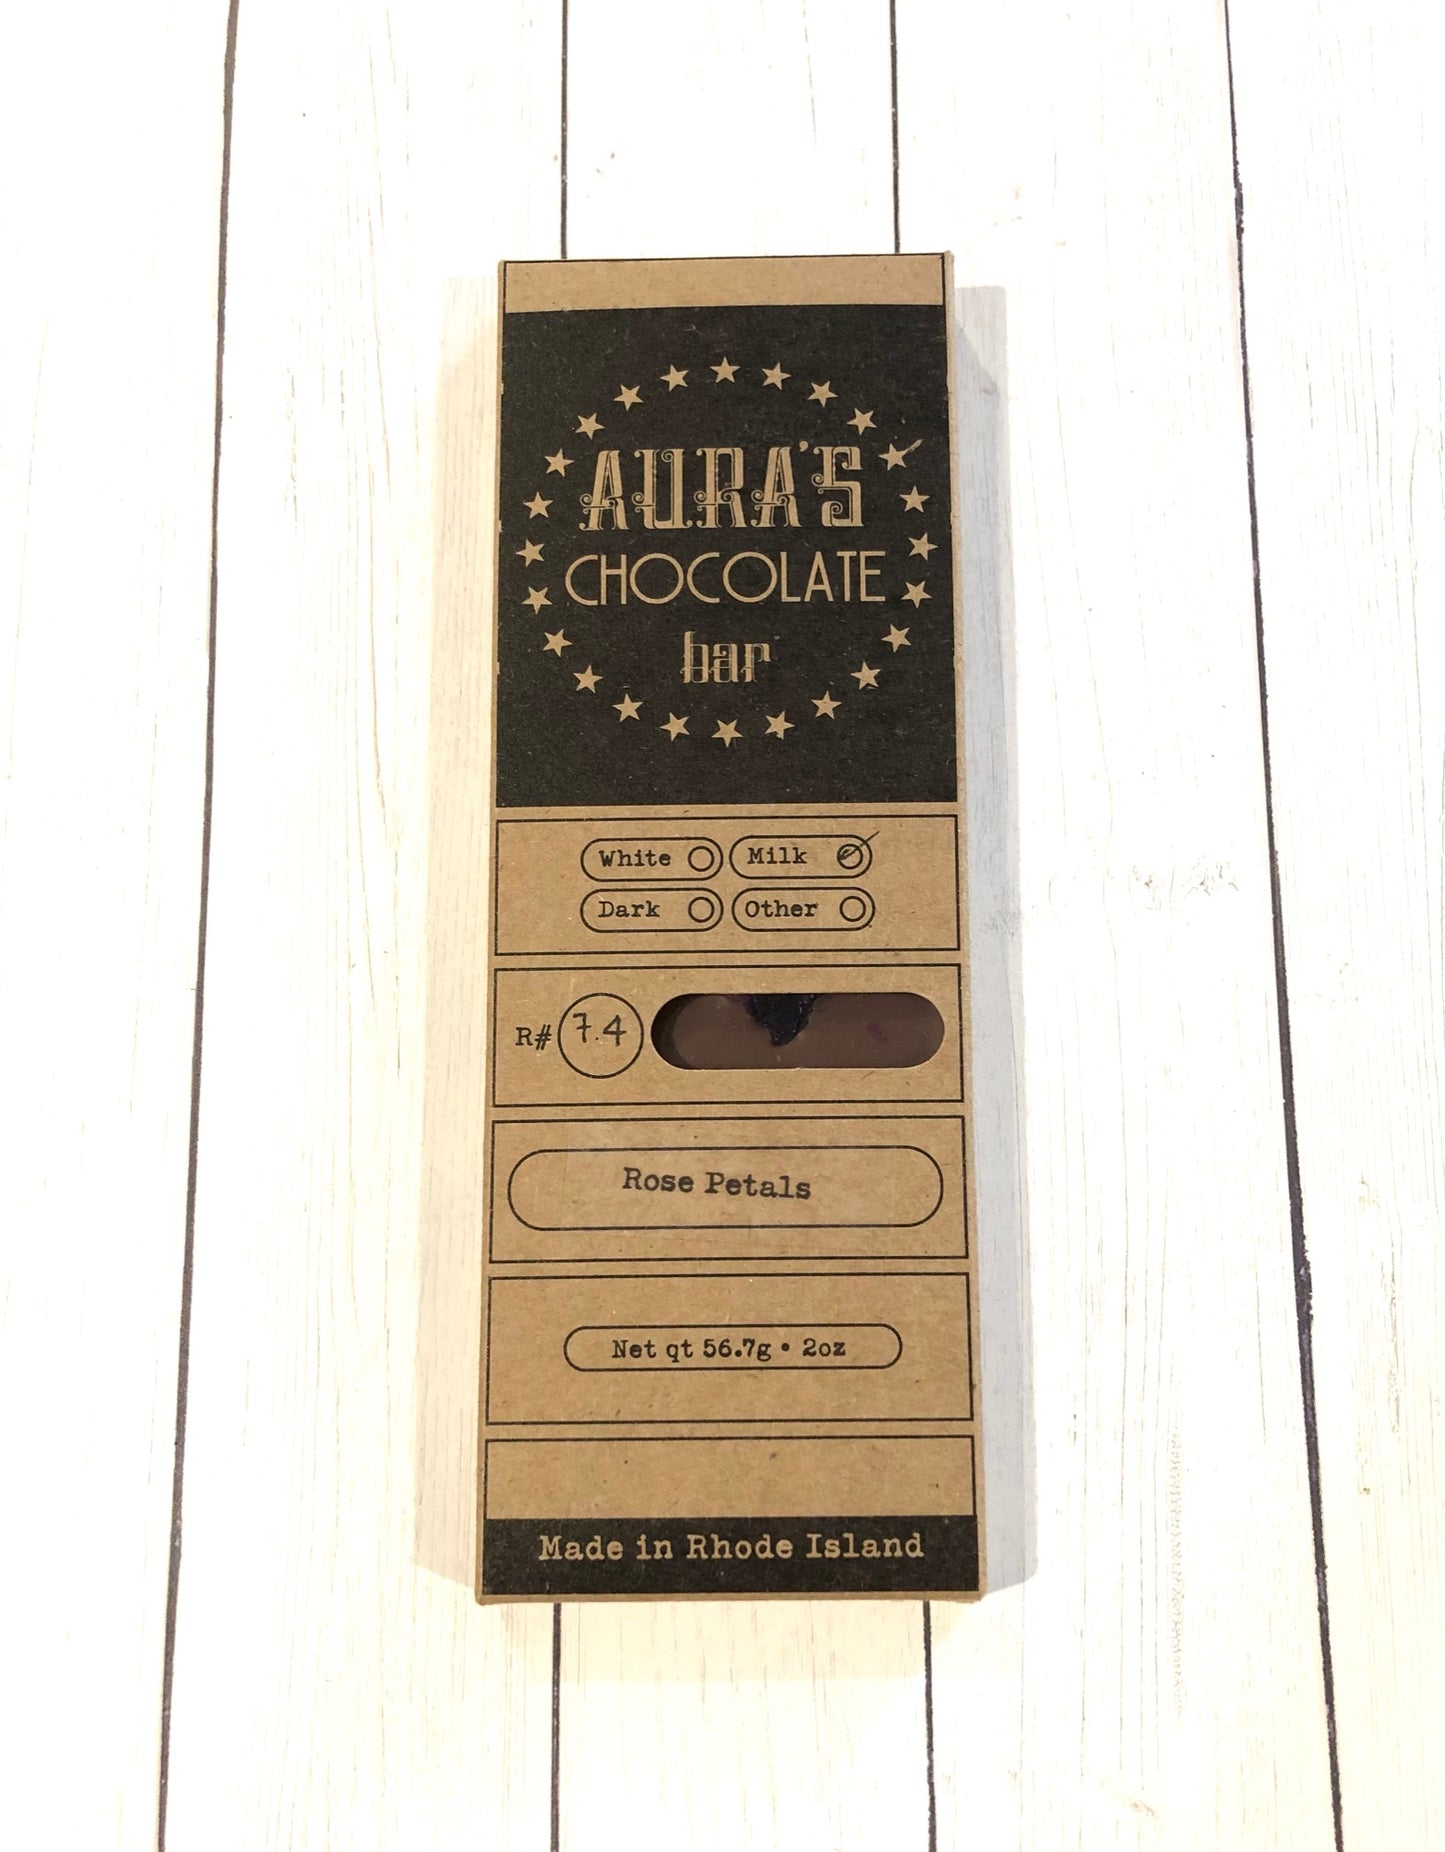 AURA'S
CHOCOLATE
bar
White Milk
Dark Other
R# 7.4
Rose Petals
Net qt 56.7g • 2oz
Made in Rhode Island